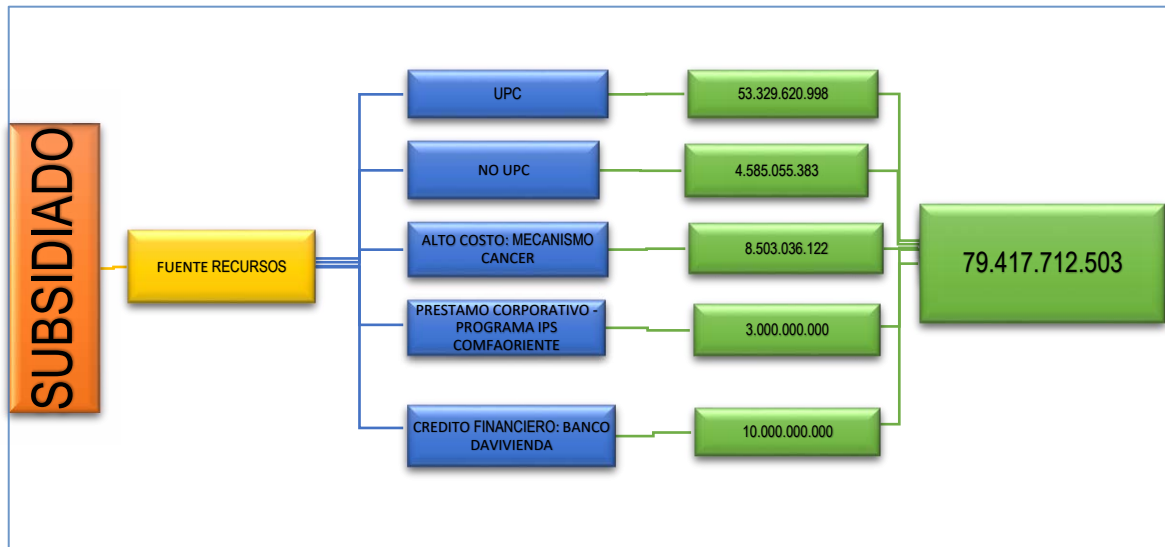 SUBSIDIADO
FUENTE RECURSOS
UPC
53.329.620.998
NO UPC
4.585.055.383
ALTO COSTO: MECANISMO
CANCER
8.503.036.122
PRESTAMO CORPORATIVO -
PROGRAMA IPS
COMFAORIENTE
3.000.000.000
CREDITO FINANCIERO: BANCO
DAVIVIENDA
10.000.000.000
79.417.712.503